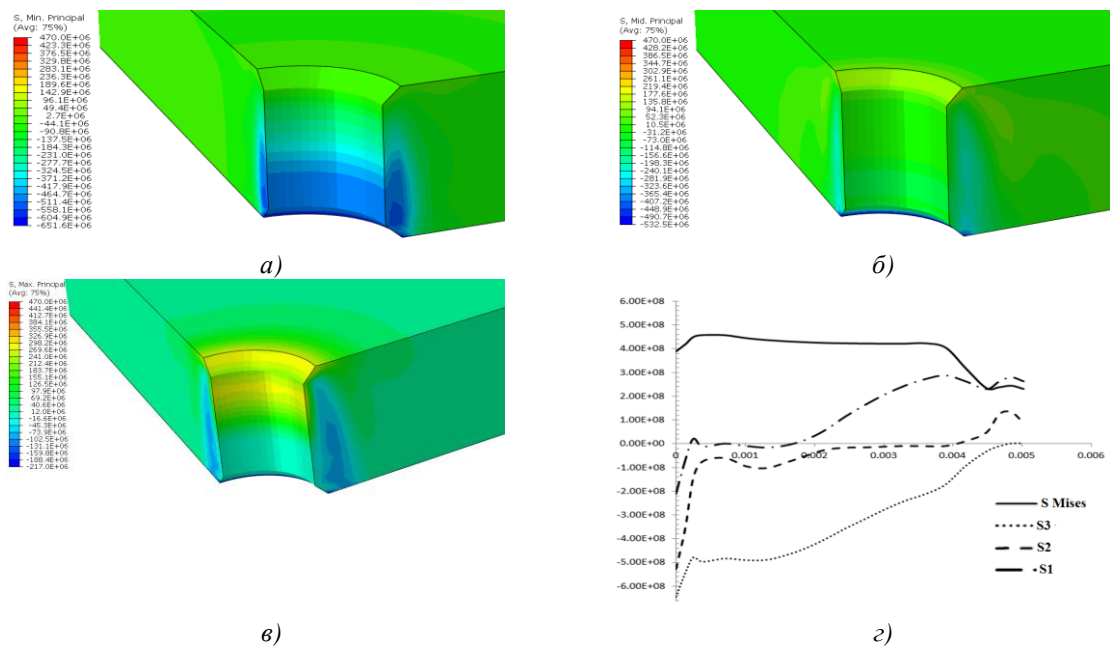 S, Min. Principal
(Avg: 75%)
470.0E+06
423.3E+06
376.5E+06
329.8E+06
283.1E+06
236.3E+06
189.6E+06
142.9E+06
96.1E+06
49.4E+06
2.7E+06
-44.1E+06
-90.8E+06
-137.5E+06
-184.3E+06
-231.0E+06
-277.7E+06
-324.5E+06
-371.2E+06
-417.9E+06
-464.7E+06
-511.4E+06
-558.1E+06
-604.9E+06
-651.6E+06
а)
S, Mid. Principal
(Avg: 75%)
470.0E+06
428.2E+06
386.5E+06
344.7E+06
302.9E+06
261.1E+06
219.4E+06
177.6E+06
135.8E+06
94.1E+06
52.3E+06
10.5E+06
-31.2E+06
-73.0E+06
-114.8E+06
-156.6E+06
-198.3E+06
-240.1E+06
-281.9E+06
-323.6E+06
-365.4E+06
-407.2E+06
-448.9E+06
-490.7E+06
-532.5E+06
б)
S, Max. Principal
(Avg: 75%)
470.0E+06
441.4E+06
412.7E+06
384.1E+06
355.5E+06
326.9E+06
298.2E+06
269.6E+06
241.0E+06
212.4E+06
183.7E+06
155.1E+06
126.5E+06
97.9E+06
69.2E+06
40.6E+06
12.0E+06
-16.6E+06
-45.3E+06
-73.9E+06
-102.5E+06
-131.1E+06
-159.8E+06
-188.4E+06
-217.0E+06
в)
6.00E+08
5.00E+08
4.00E+08
3.00E+08
2.00E+08
1.00E+08
0.00E+00
-1.00E+08
-2.00E+08
-3.00E+08
-4.00E+08
-5.00E+08
-6.00E+08
0 0.001 0.002 0.003 0.004 0.005 0.006
S Mises
S3
S2
S1
г)